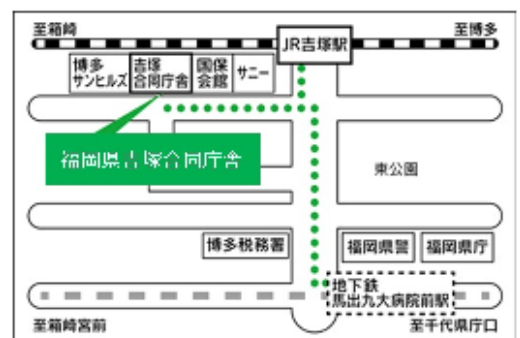 至箱崎
至博多
JR吉塚駅
博多
サンヒルズ
吉塚
合同庁舎
国保
会館
サニー
福岡県吉塚合同庁舎
東公園
博多税務署
福岡県警
福岡県庁
地下鉄
馬出九大病院前駅
至箱崎宮前
至千代県庁口